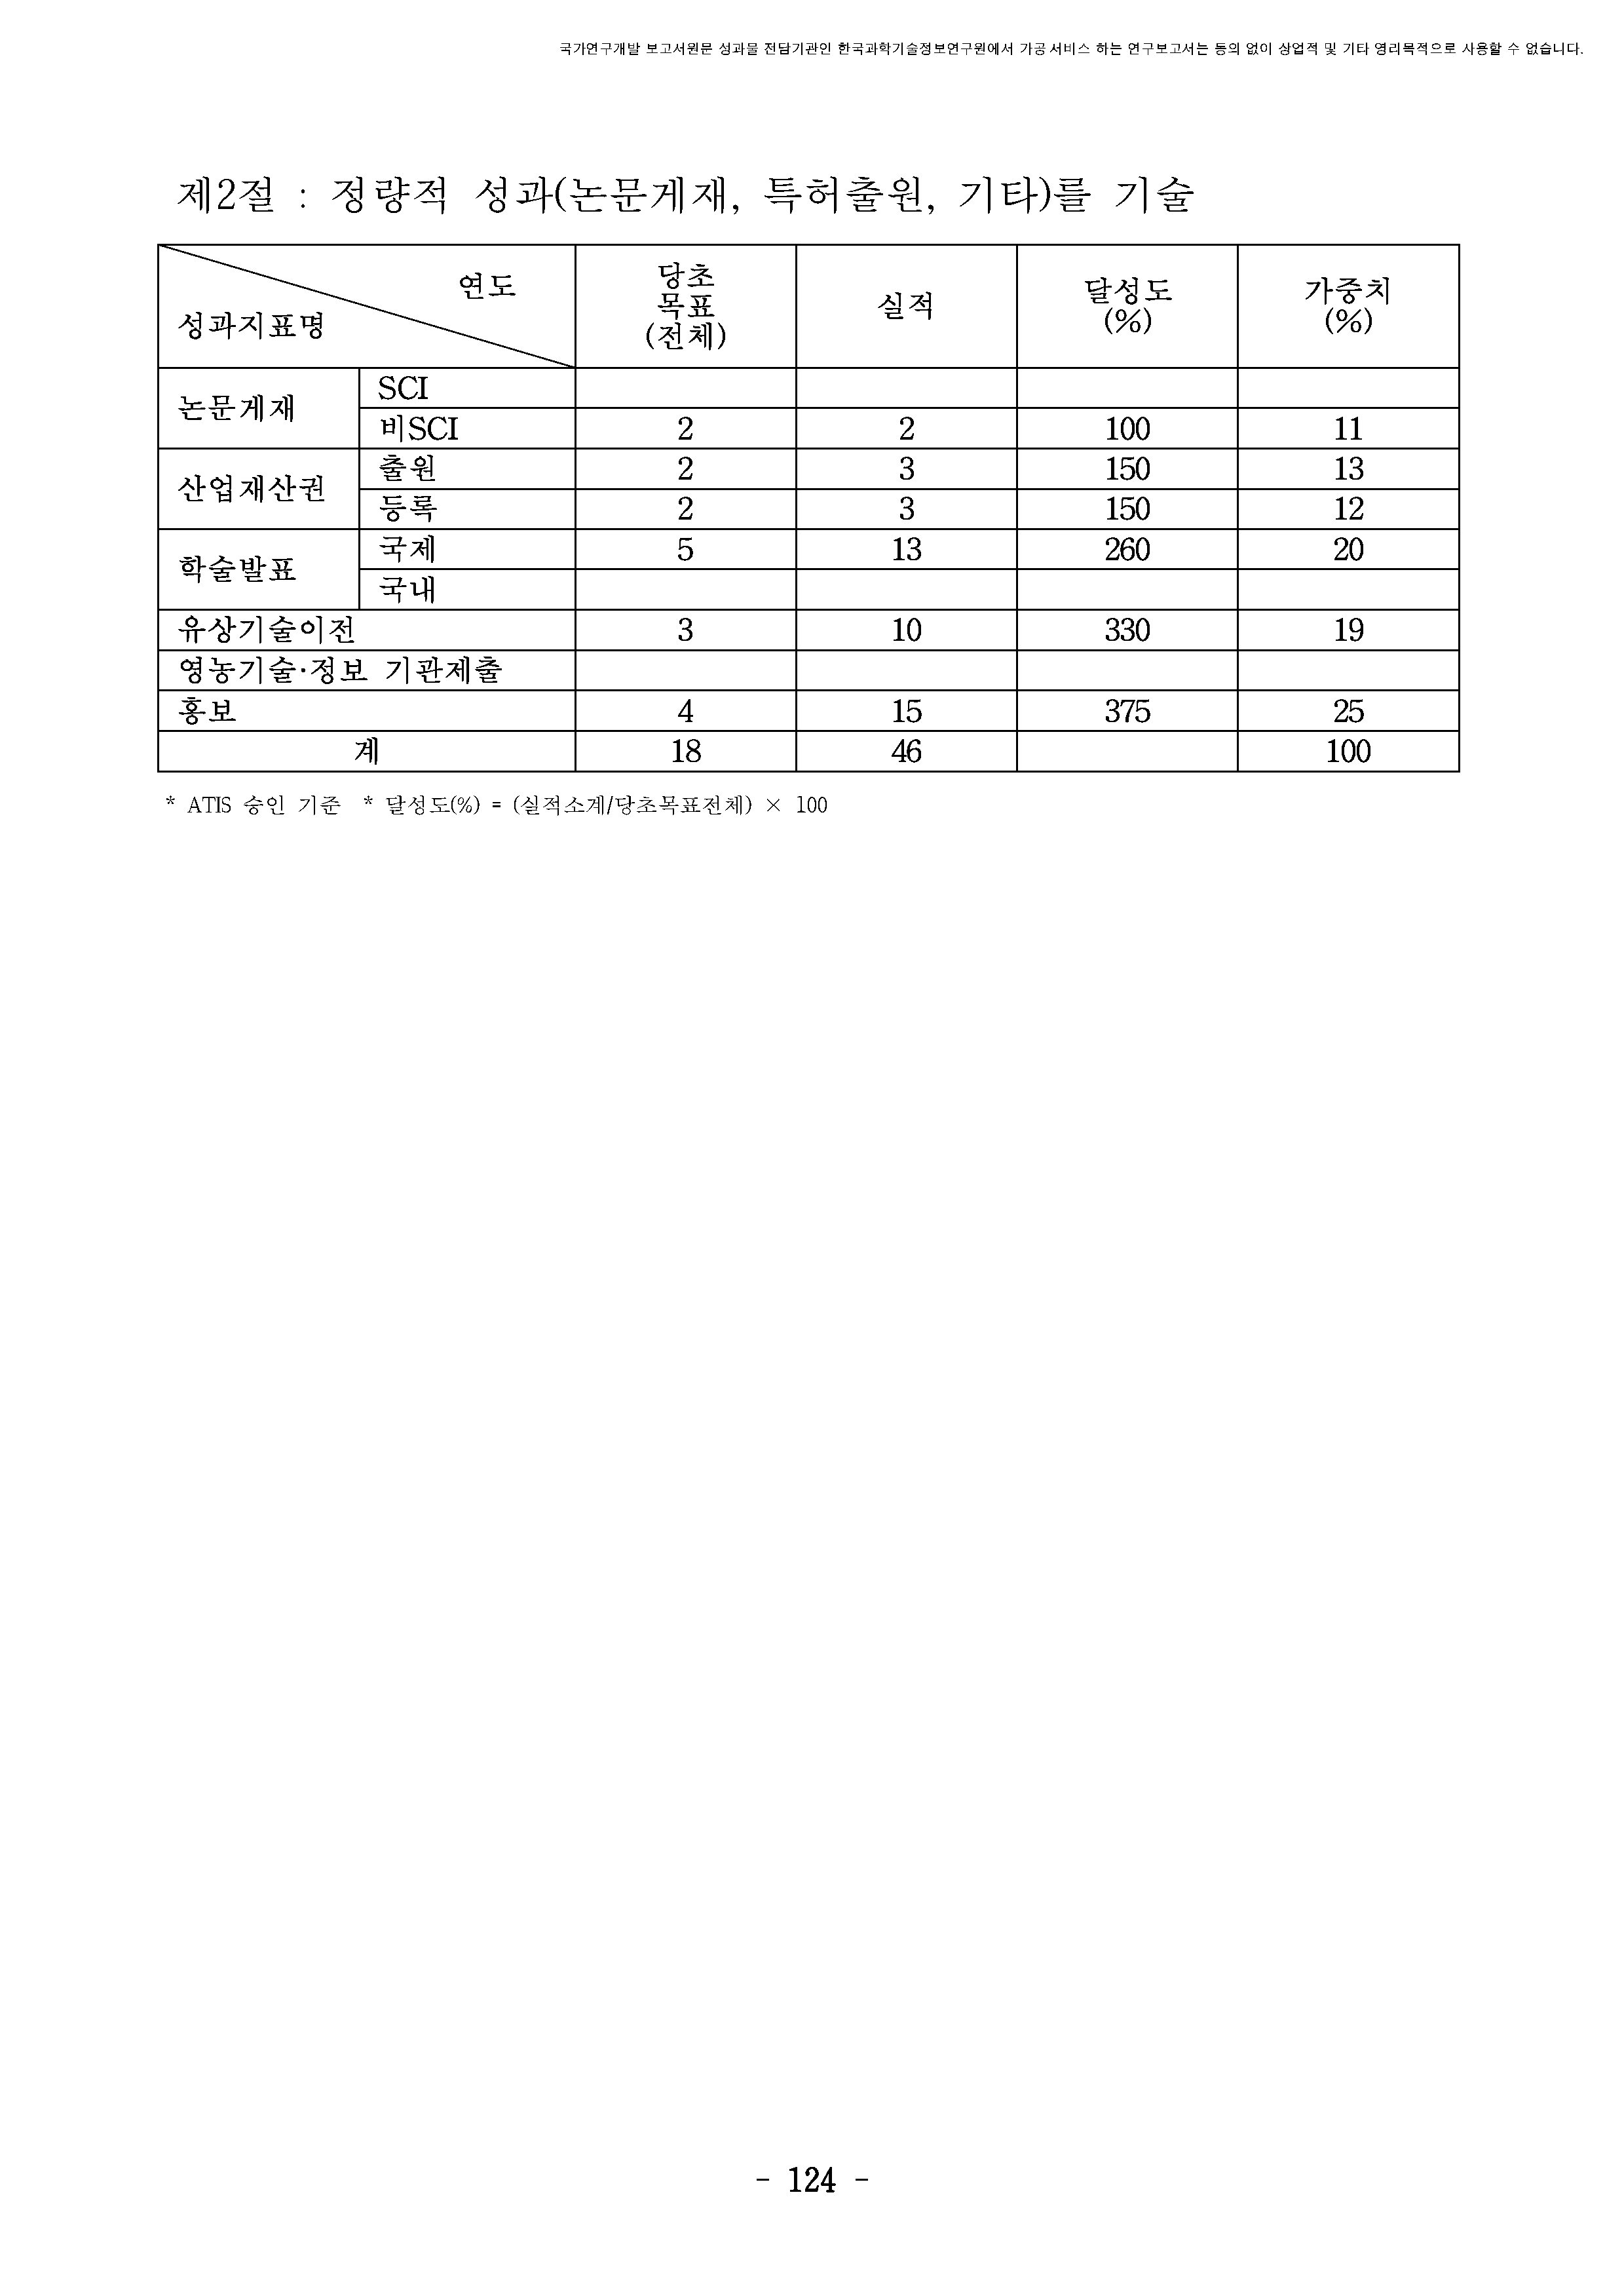 국가연구개발 보고서원문 성과물 전담기관인 한국과학기술정보연구원에서 가공·서비스 하는 연구보고서는 동의 없이 상업적 및 기타 영리목적으로 사용할 수 없습니다.
제2절 : 정량적 성과(논문게재, 특허출원, 기타)를 기술
연도
성과지표명
당초
목표
(전체)
실적
달성도
(%)
가중치
(%)
논문게재
SCI
비SCI 2 2 100 11
산업재산권
출원 2 3 150 13
등록 2 3 150 12
학술발표
국제 5 13 260 20
국내
유상기술이전 3 10 330 19
영농기술·정보 기관제출
홍보 4 15 375 25
계 18 46 100
* ATIS 승인 기준 * 달성도(%) = (실적소계/당초목표전체) × 100
- 124 -